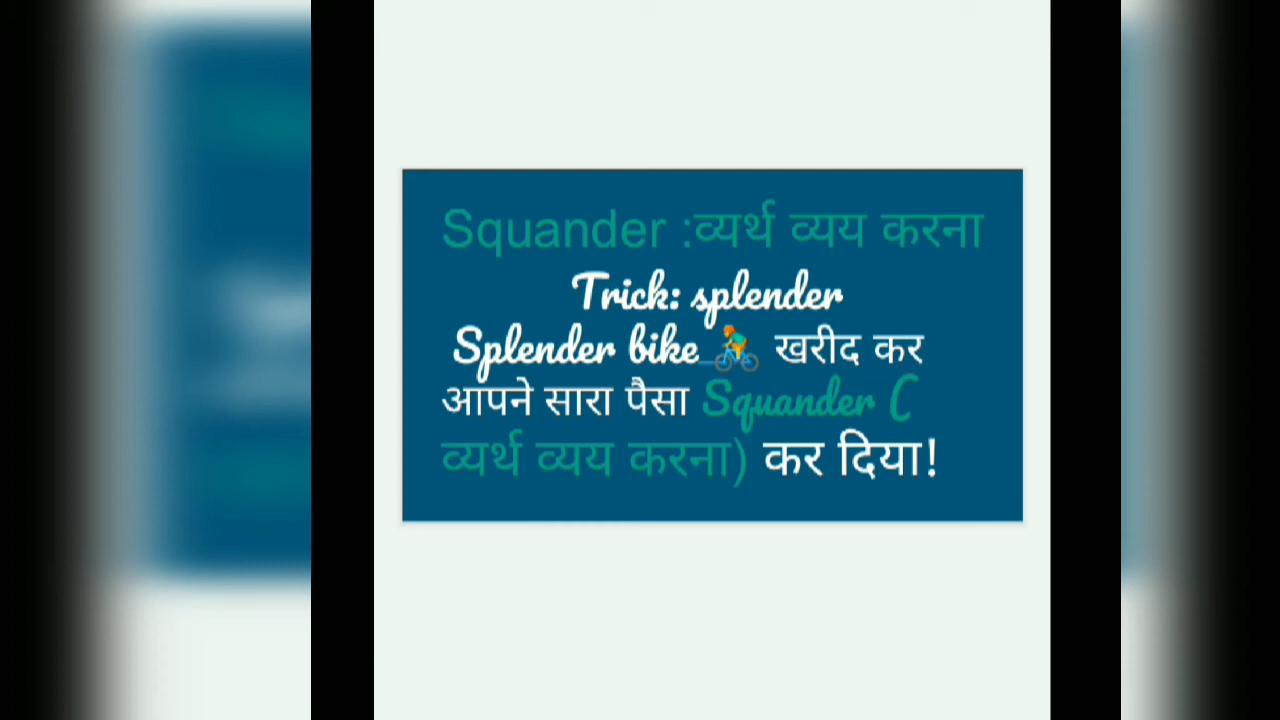 Squander :व्यर्थ व्यय करना
Trick: splender
Splender bike 🚴 खरीद कर
आपने सारा पैसा Squander (
व्यर्थ व्यय करना) कर दिया!